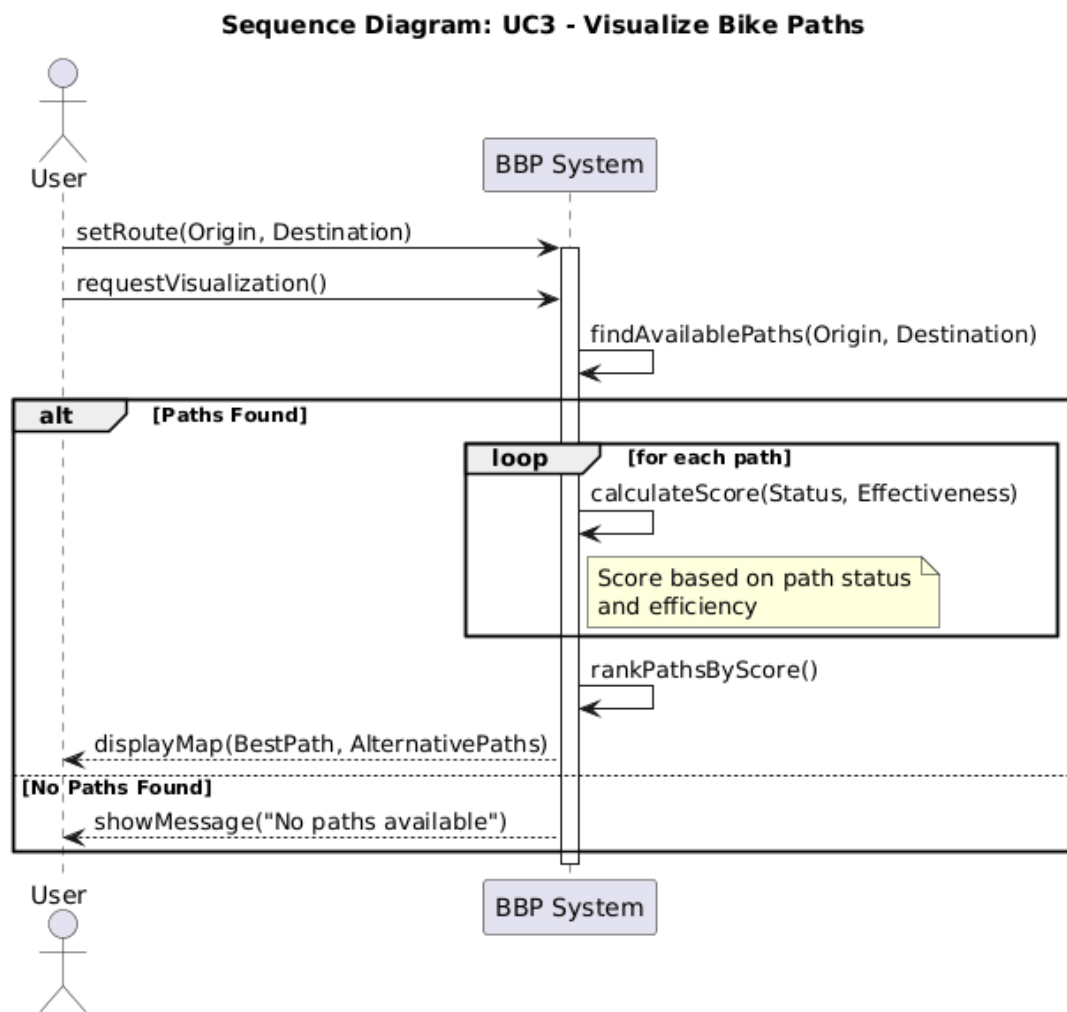 Sequence Diagram: UC3 - Visualize Bike Paths
User
BBP System
setRoute(Origin, Destination)
requestVisualization()
findAvailablePaths(Origin, Destination)
alt [Paths Found]
loop [for each path]
calculateScore(Status, Effectiveness)
Score based on path status
and efficiency
rankPathsByScore()
displayMap(BestPath, AlternativePaths)
[No Paths Found]
showMessage("No paths available")
User
BBP System